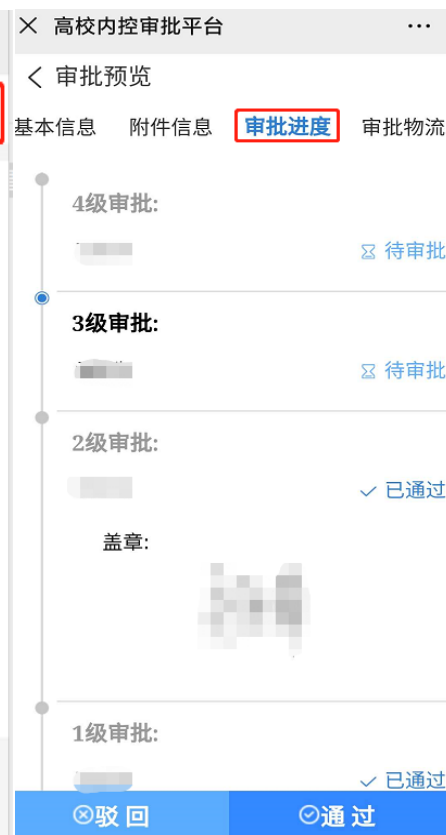 高校内控审批平台
审批预览
基本信息 附件信息 审批进度 审批物流
4级审批:
待审批
3级审批:
待审批
2级审批:
已通过
盖章:
1级审批:
已通过
驳回 通过